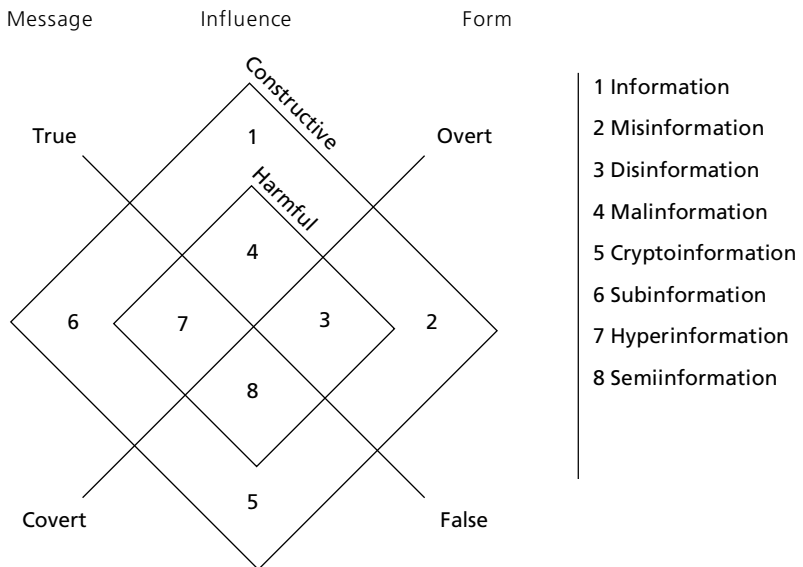 Message Influence Form
Constructive
True
1
Overt
Harmful
4
6
7
3
2
8
Covert
5
False
1 Information
2 Misinformation
3 Disinformation
4 Malinformation
5 Cryptoinformation
6 Subinformation
7 Hyperinformation
8 Semiinformation